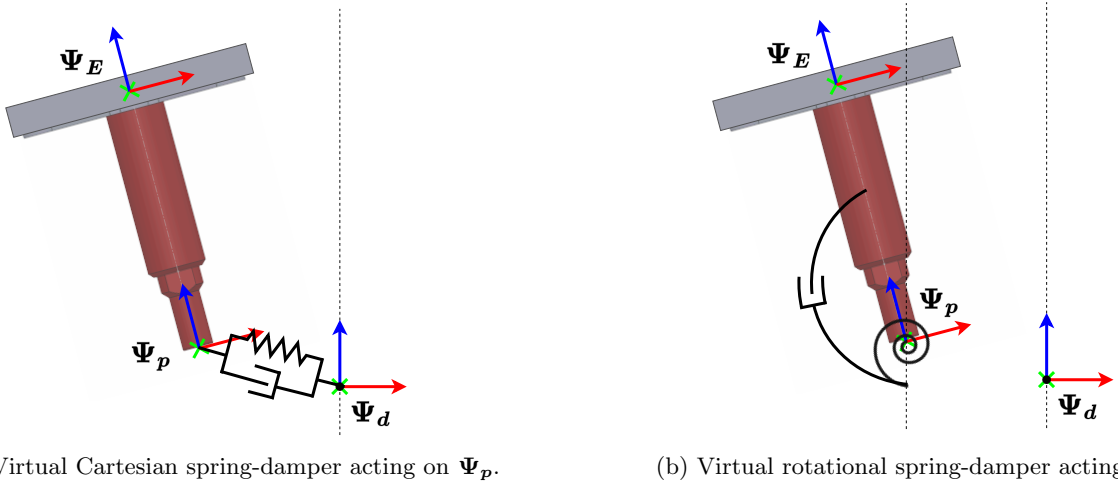 Ψ_E
Ψ_p
Ψ_d
Virtual Cartesian spring-damper acting on Ψ_p.
Ψ_E
Ψ_p
Ψ_d
(b) Virtual rotational spring-damper acting